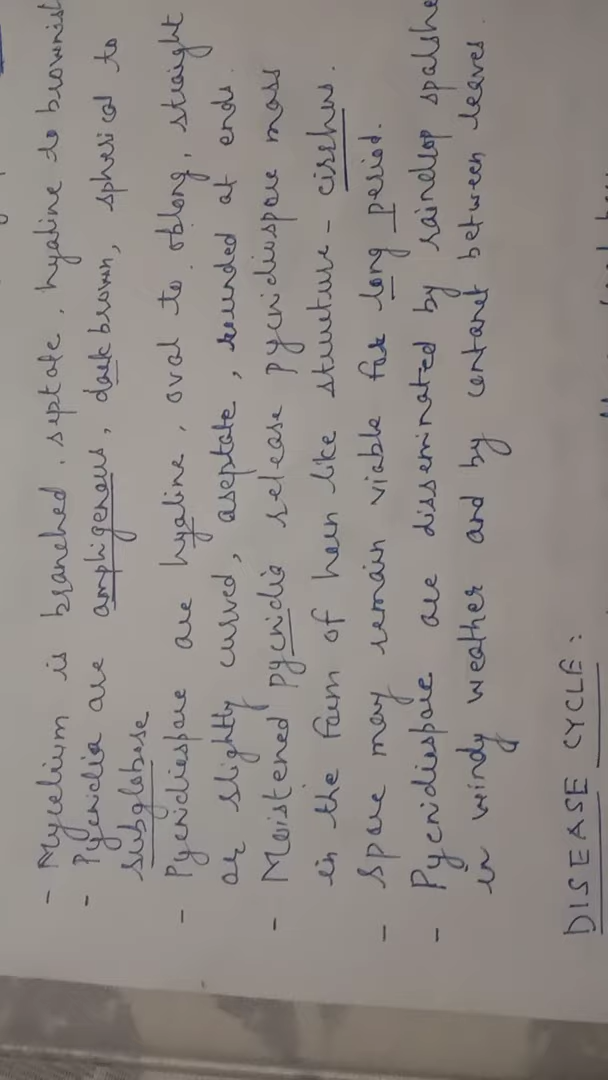 - Mycelium is branched, septate, hyaline to brownish
- Pycnidia are amphigenous, dark brown, spherical to
subglobose
- Pycnidiospore are hyaline, oval to oblong, straight
or slightly curved, aseptate, rounded at ends.
- Moistened pycnidia release pycnidiospore mass
in the form of horn like structure - cirrhus.
- Spore may remain viable for long period.
- Pycnidiospore are disseminated by raindrop spalshe
in windy weather and by contanct between leaves.
DISEASE CYCLE: